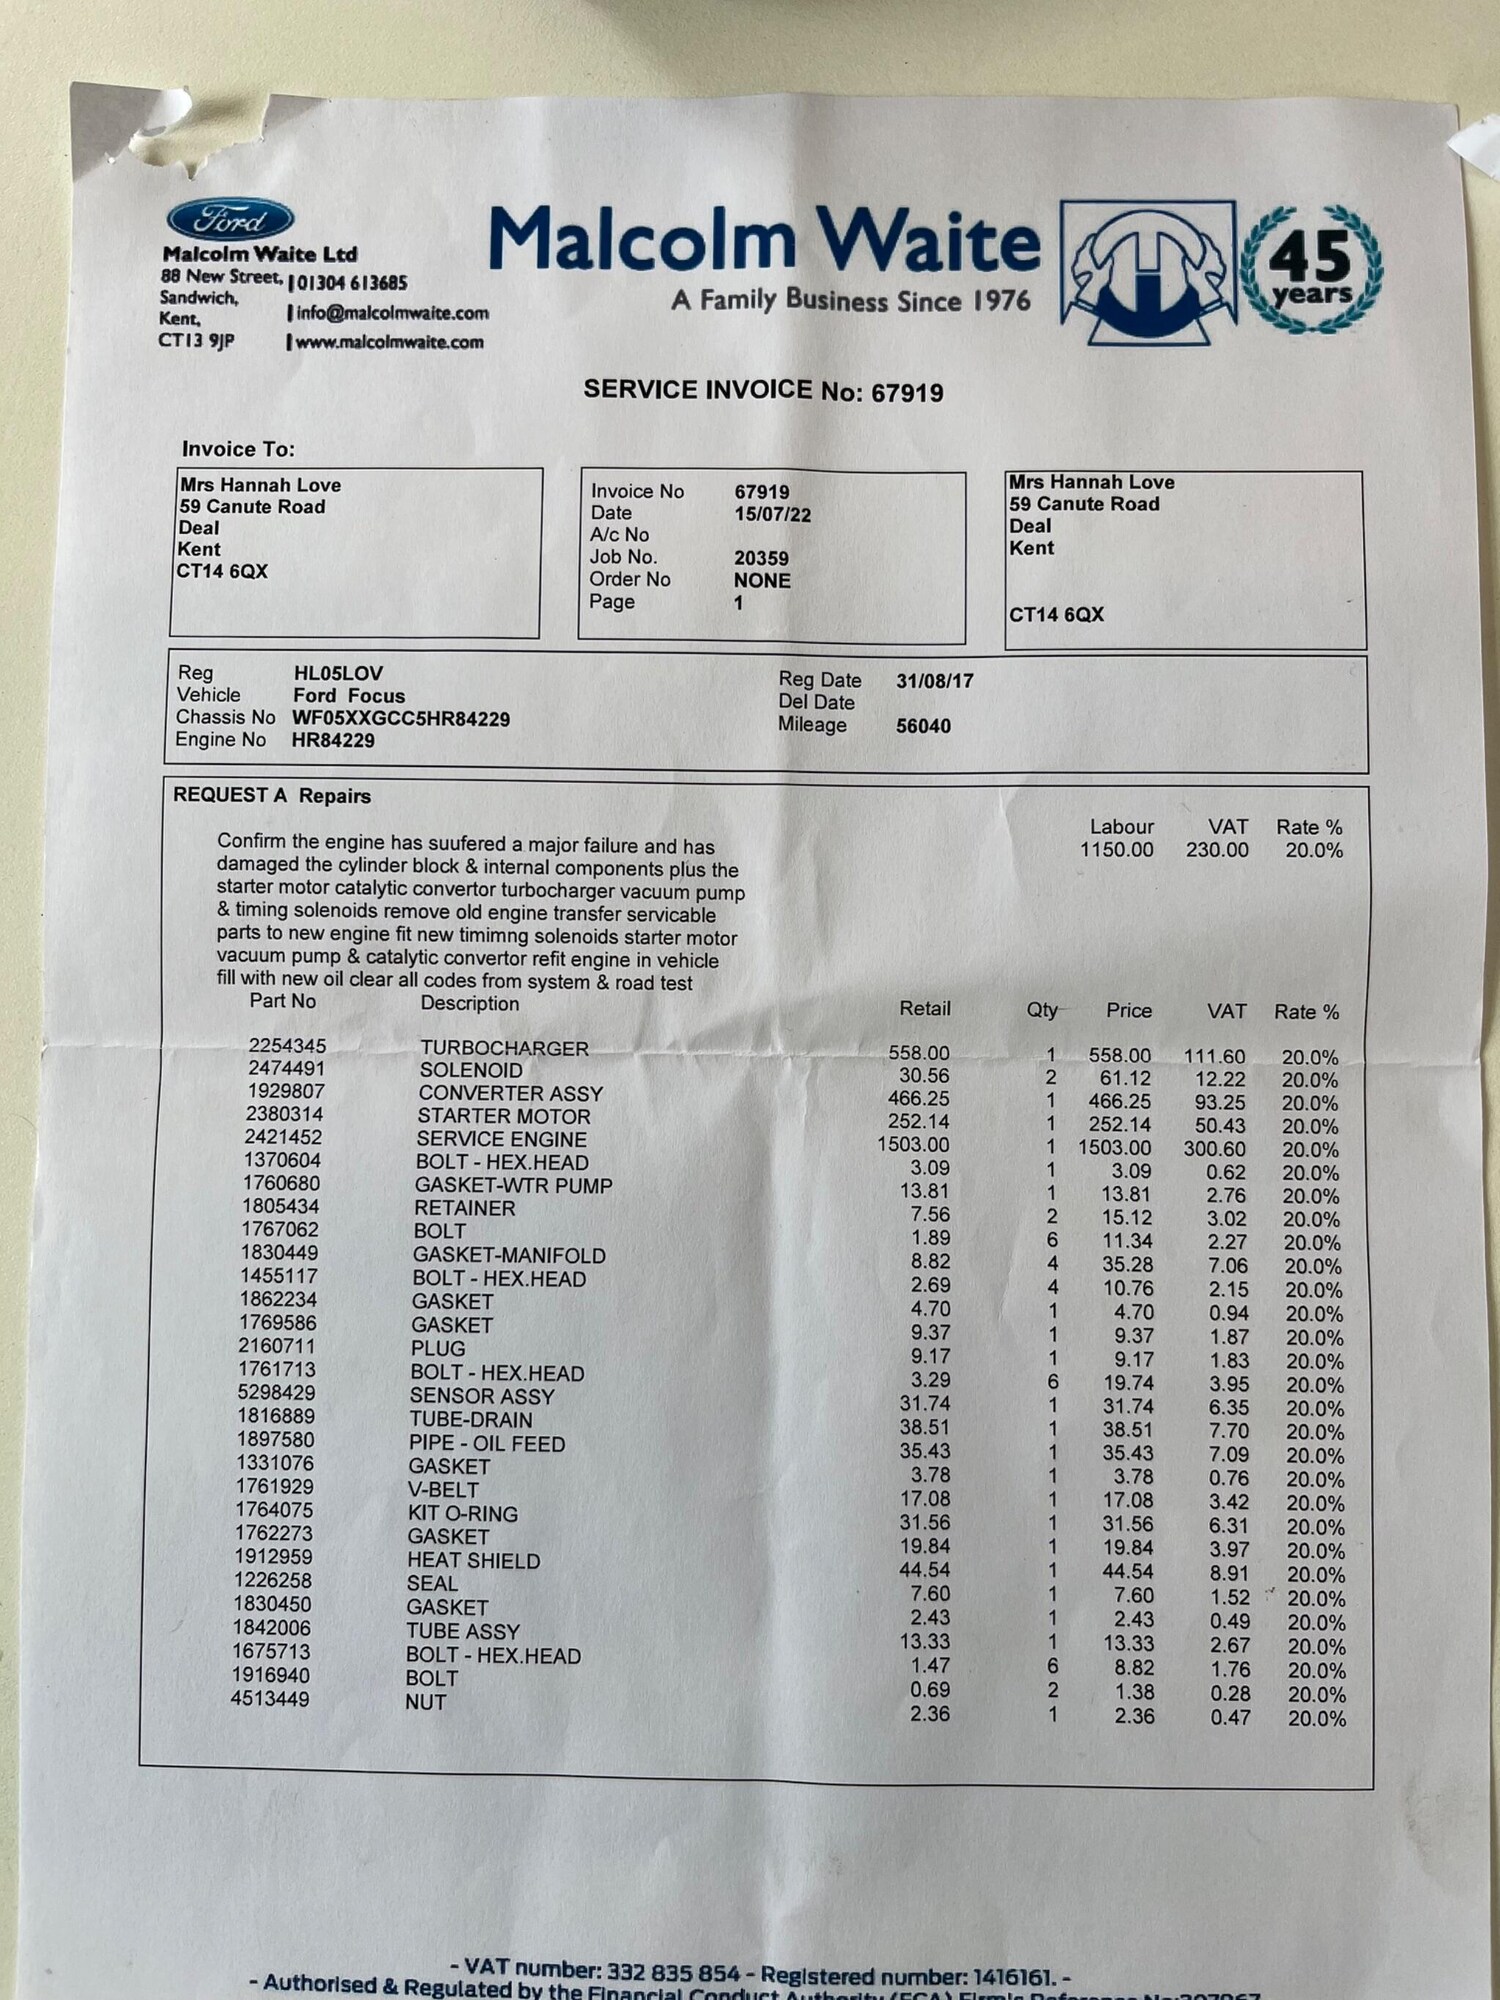 Ford
Malcolm Waite Ltd
88 New Street, | 01304 613685
Sandwich,
Kent, | info@malcolmwaite.com
CT13 9JP | www.malcolmwaite.com
Malcolm Waite
A Family Business Since 1976
45
years
SERVICE INVOICE No: 67919
Invoice To:
Mrs Hannah Love
59 Canute Road
Deal
Kent
CT14 6QX
Invoice No 67919
Date 15/07/22
A/c No
Job No. 20359
Order No NONE
Page 1
Mrs Hannah Love
59 Canute Road
Deal
Kent
CT14 6QX
Reg HL05LOV
Vehicle Ford Focus
Chassis No WF05XXGCC5HR84229
Engine No HR84229
Reg Date 31/08/17
Del Date
Mileage 56040
REQUEST A Repairs
Labour VAT Rate %
1150.00 230.00 20.0%
Confirm the engine has suufered a major failure and has
damaged the cylinder block & internal components plus the
starter motor catalytic convertor turbocharger vacuum pump
& timing solenoids remove old engine transfer servicable
parts to new engine fit new timimng solenoids starter motor
vacuum pump & catalytic convertor refit engine in vehicle
fill with new oil clear all codes from system & road test
Part No Description Retail Qty Price VAT Rate %
2254345 TURBOCHARGER 558.00 1 558.00 111.60 20.0%
2474491 SOLENOID 30.56 2 61.12 12.22 20.0%
1929807 CONVERTER ASSY 466.25 1 466.25 93.25 20.0%
2380314 STARTER MOTOR 252.14 1 252.14 50.43 20.0%
2421452 SERVICE ENGINE 1503.00 1 1503.00 300.60 20.0%
1370604 BOLT - HEX.HEAD 3.09 1 3.09 0.62 20.0%
1760680 GASKET-WTR PUMP 13.81 1 13.81 2.76 20.0%
1805434 RETAINER 7.56 2 15.12 3.02 20.0%
1767062 BOLT 1.89 6 11.34 2.27 20.0%
1830449 GASKET-MANIFOLD 8.82 4 35.28 7.06 20.0%
1455117 BOLT - HEX.HEAD 2.69 4 10.76 2.15 20.0%
1862234 GASKET 4.70 1 4.70 0.94 20.0%
1769586 GASKET 9.37 1 9.37 1.87 20.0%
2160711 PLUG 9.17 1 9.17 1.83 20.0%
1761713 BOLT - HEX.HEAD 3.29 6 19.74 3.95 20.0%
5298429 SENSOR ASSY 31.74 1 31.74 6.35 20.0%
1816889 TUBE-DRAIN 38.51 1 38.51 7.70 20.0%
1897580 PIPE - OIL FEED 35.43 1 35.43 7.09 20.0%
1331076 GASKET 3.78 1 3.78 0.76 20.0%
1761929 V-BELT 17.08 1 17.08 3.42 20.0%
1764075 KIT O-RING 31.56 1 31.56 6.31 20.0%
1762273 GASKET 19.84 1 19.84 3.97 20.0%
1912959 HEAT SHIELD 44.54 1 44.54 8.91 20.0%
1226258 SEAL 7.60 1 7.60 1.52 20.0%
1830450 GASKET 2.43 1 2.43 0.49 20.0%
1842006 TUBE ASSY 13.33 1 13.33 2.67 20.0%
1675713 BOLT - HEX.HEAD 1.47 6 8.82 1.76 20.0%
1916940 BOLT 0.69 2 1.38 0.28 20.0%
4513449 NUT 2.36 1 2.36 0.47 20.0%
- VAT number: 332 835 854 - Registered number: 1416161. -
- Authorised & Regulated by the Financial Conduct Authority (FCA) Firm's Reference No: